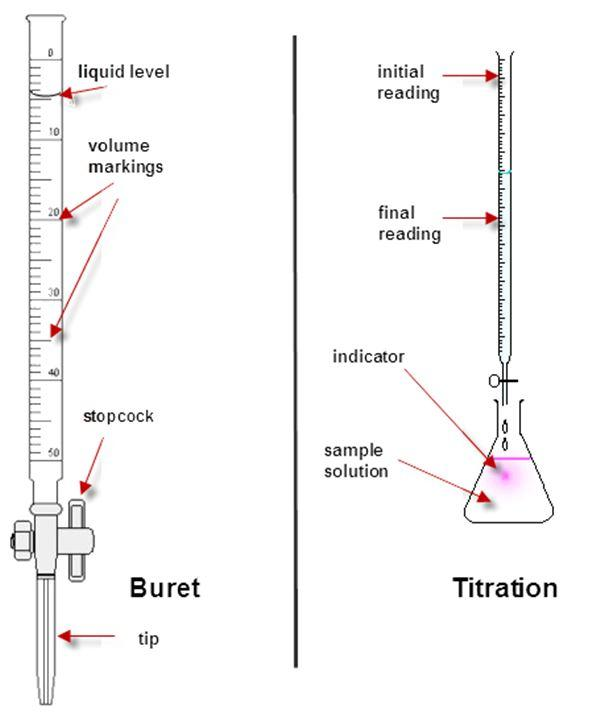 0
liquid level
10
volume
markings
20
30
40
stopcock
50
Buret
tip
initial
reading
final
reading
indicator
sample
solution
Titration